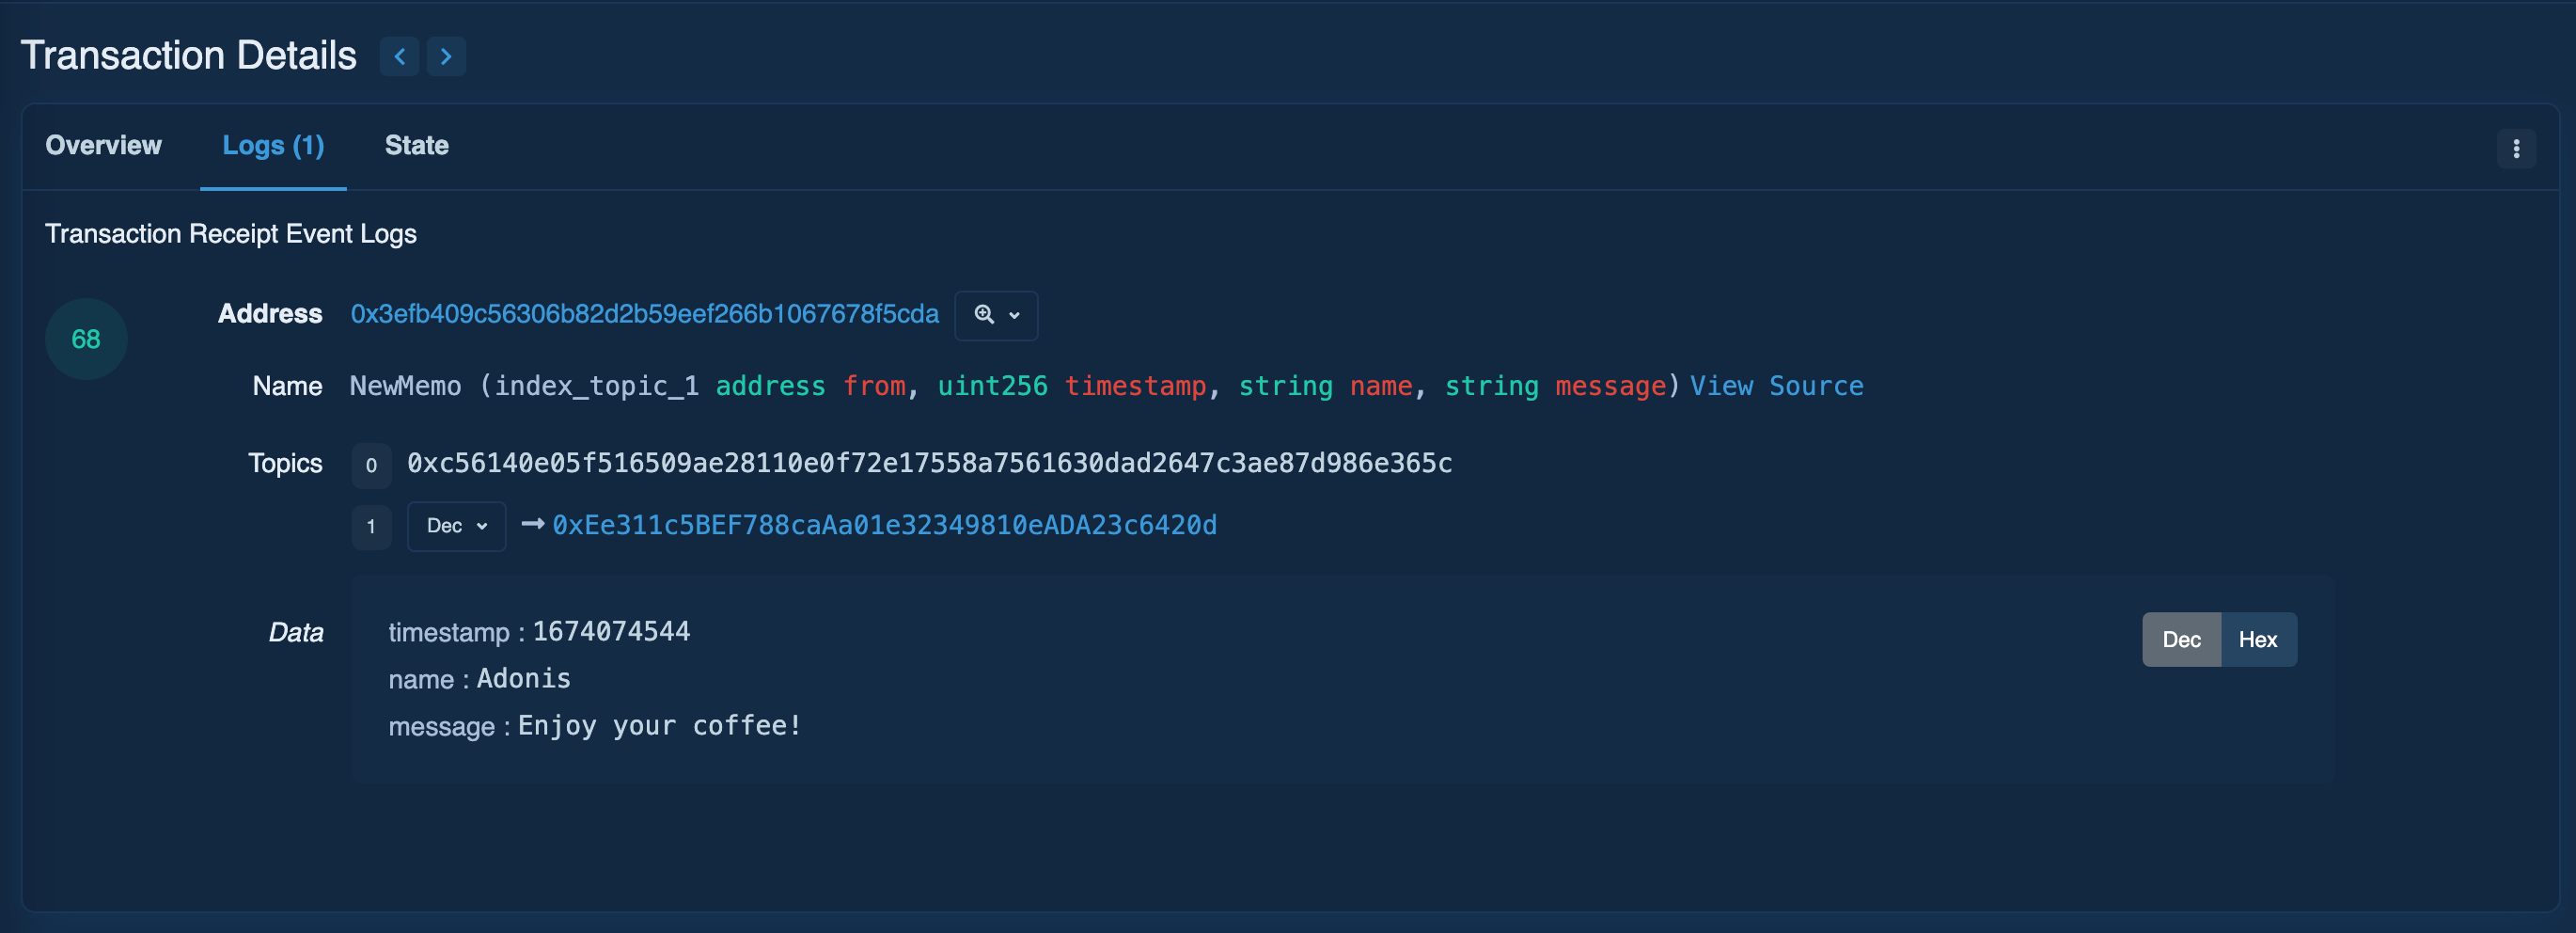 Transaction Details
Overview Logs (1) State
Transaction Receipt Event Logs
68
Address 0x3efb409c56306b82d2b59eef266b1067678f5cda
Name NewMemo (index_topic_1 address from, uint256 timestamp, string name, string message) View Source
Topics 0 0xc56140e05f516509ae28110e0f72e17558a7561630dad2647c3ae87d986e365c
1 Dec 0xEe311c5BEF788caAa01e32349810eADA23c6420d
Data timestamp : 1674074544
Dec Hex
name : Adonis
message : Enjoy your coffee!